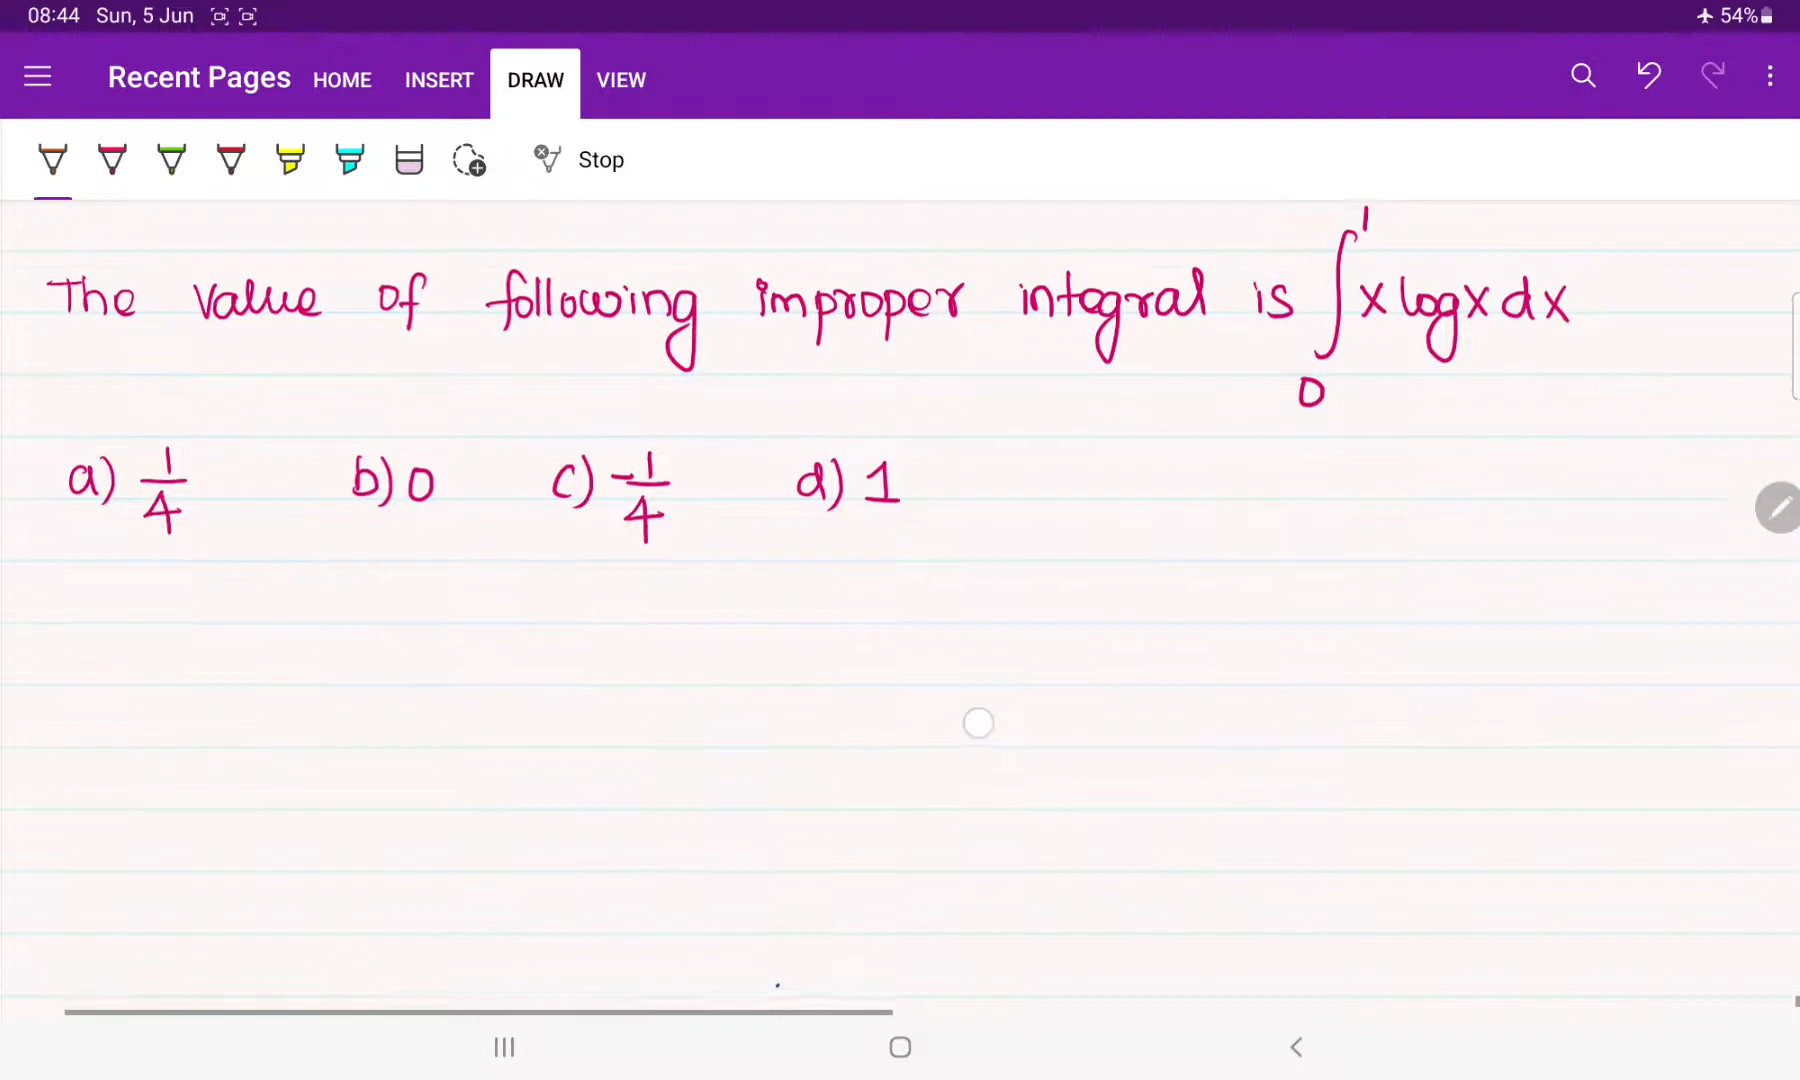 08:44 Sun, 5 Jun 54%
Recent Pages HOME INSERT DRAW VIEW
Stop
The value of following improper integral is ∫₀¹ x log x dx
a) 1/4 b) 0 c) -1/4 d) 1